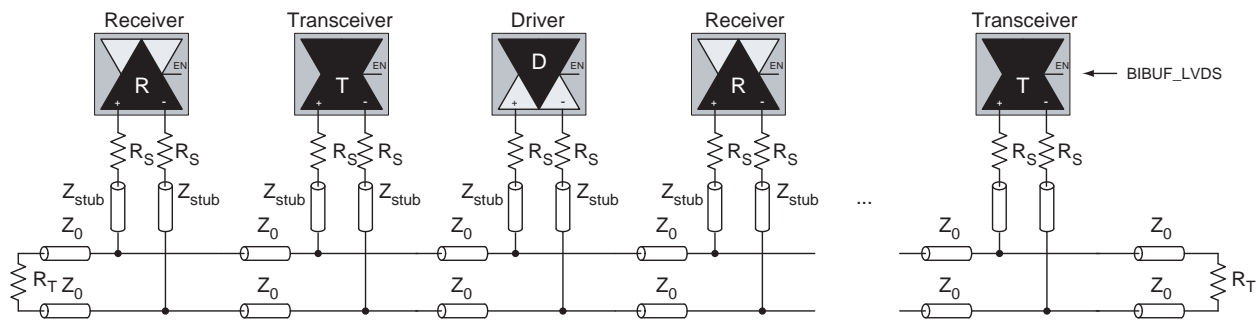 Receiver Transceiver Driver Receiver Transceiver
EN EN D EN EN EN
R T R T
BIBUF_LVDS
+ - + - + - + - + -
RS RS RS RS RS RS RS RS RS RS
Zstub Zstub Zstub Zstub Zstub Zstub Zstub Zstub
...
Z0 Z0 Z0 Z0 Z0 Z0
RT RT
Z0 Z0 Z0 Z0 Z0 Z0